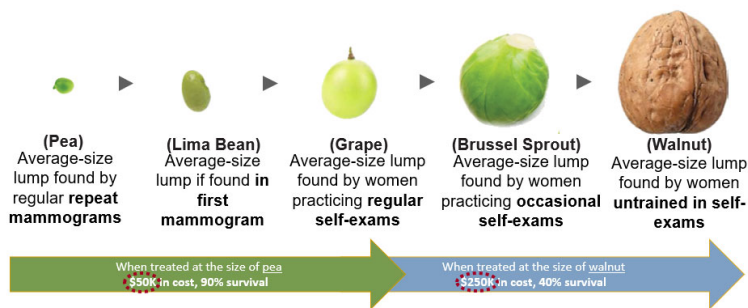 (Pea)
Average-size
lump found by
regular repeat
mammograms
(Lima Bean)
Average-size
lump if found in
first
mammogram
(Grape)
Average-size lump
found by women
practicing regular
self-exams
(Brussel Sprout)
Average-size lump
found by women
practicing occasional
self-exams
(Walnut)
Average-size lump
found by women
untrained in self-
exams
When treated at the size of pea
$50K in cost, 90% survival
When treated at the size of walnut
$250K in cost, 40% survival